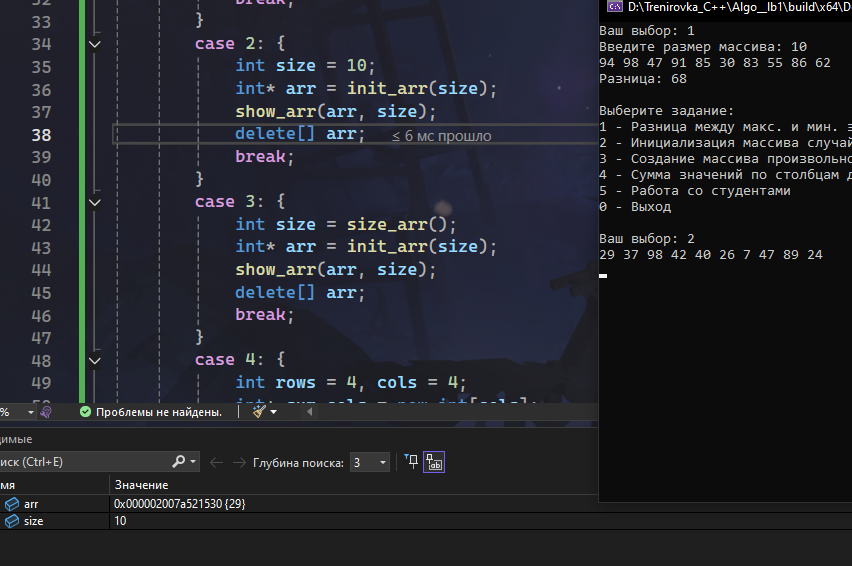 33 }
34 case 2: {
35 int size = 10;
36 int* arr = init_arr(size);
37 show_arr(arr, size);
38 delete[] arr; ≤ 6 мс прошло
39 break;
40 }
41 case 3: {
42 int size = size_arr();
43 int* arr = init_arr(size);
44 show_arr(arr, size);
45 delete[] arr;
46 break;
47 }
48 case 4: {
49 int rows = 4, cols = 4;
% Проблемы не найдены.
димые
иск (Ctrl+E) Глубина поиска: 3
мя Значение
arr 0x000002007a521530 {29}
size 10
D:\Trenirovka_C++\Algo__lb1\build\x64\D
Ваш выбор: 1
Введите размер массива: 10
94 98 47 91 85 30 83 55 86 62
Разница: 68
Выберите задание:
1 - Разница между макс. и мин. э
2 - Инициализация массива случай
3 - Создание массива произвольно
4 - Сумма значений по столбцам д
5 - Работа со студентами
0 - Выход
Ваш выбор: 2
29 37 98 42 40 26 7 47 89 24